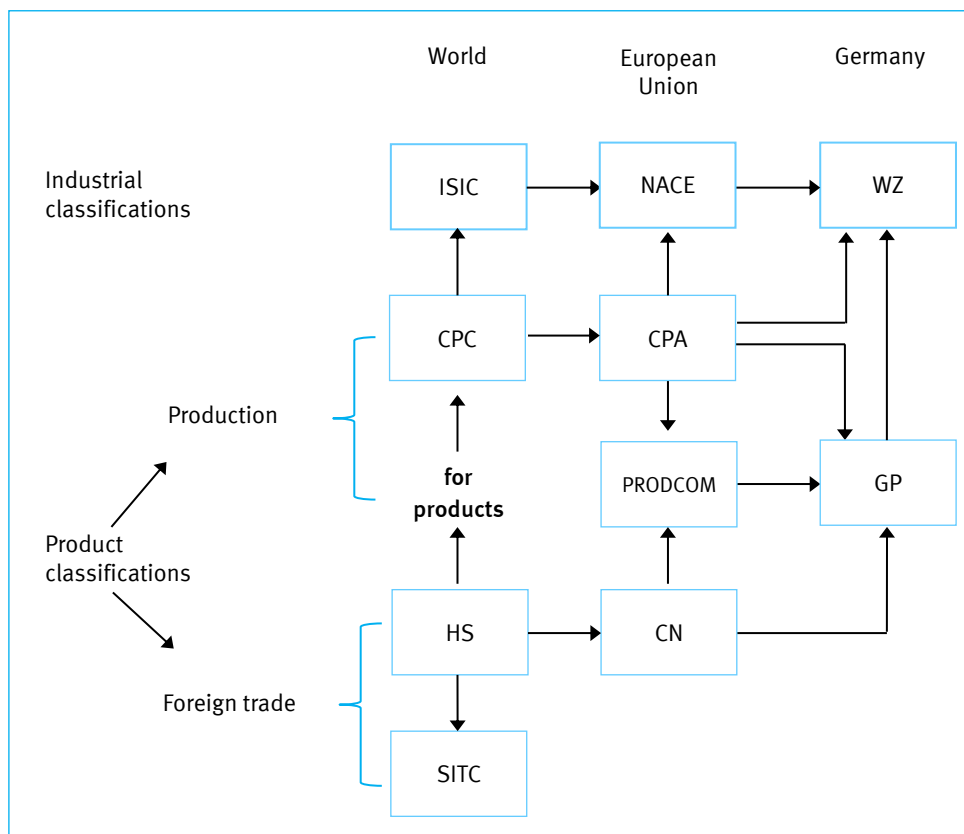 World
European
Union
Germany
Industrial
classifications
ISIC
NACE
WZ
CPC
CPA
Production
for
products
PRODCOM
GP
Product
classifications
HS
CN
Foreign trade
SITC